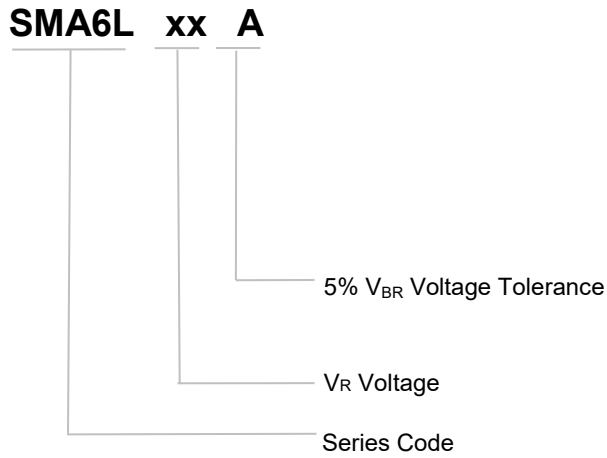 SMA6L xx A
5% VBR Voltage Tolerance
VR Voltage
Series Code